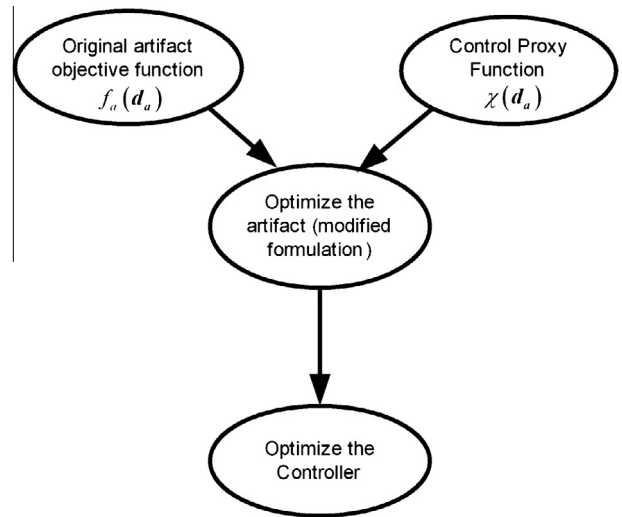 Original artifact
objective function
f_a(d_a)
Control Proxy
Function
χ(d_a)
Optimize the
artifact (modified
formulation)
Optimize the
Controller